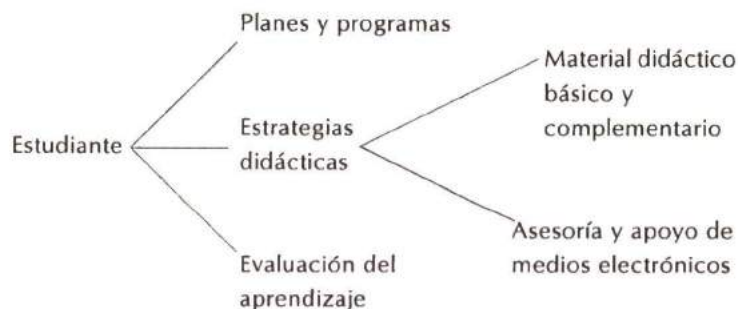 Planes y programas
Material didáctico
básico y
complementario
Estudiante
Estrategias
didácticas
Asesoría y apoyo de
medios electrónicos
Evaluación del
aprendizaje